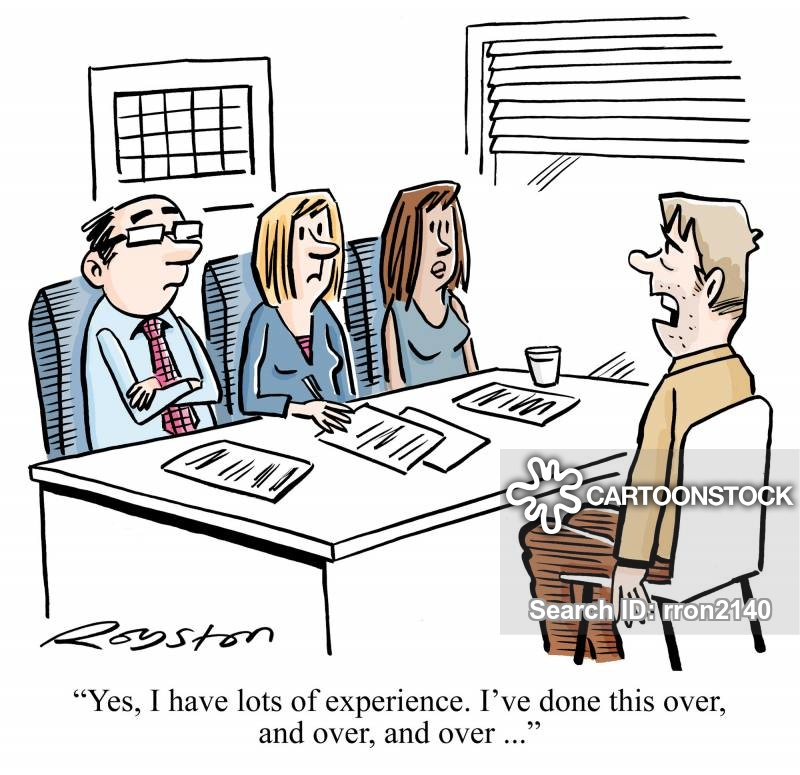 CARTOONSTOCK
Search ID: rron2140
Royston
“Yes, I have lots of experience. I’ve done this over,
and over, and over ...”